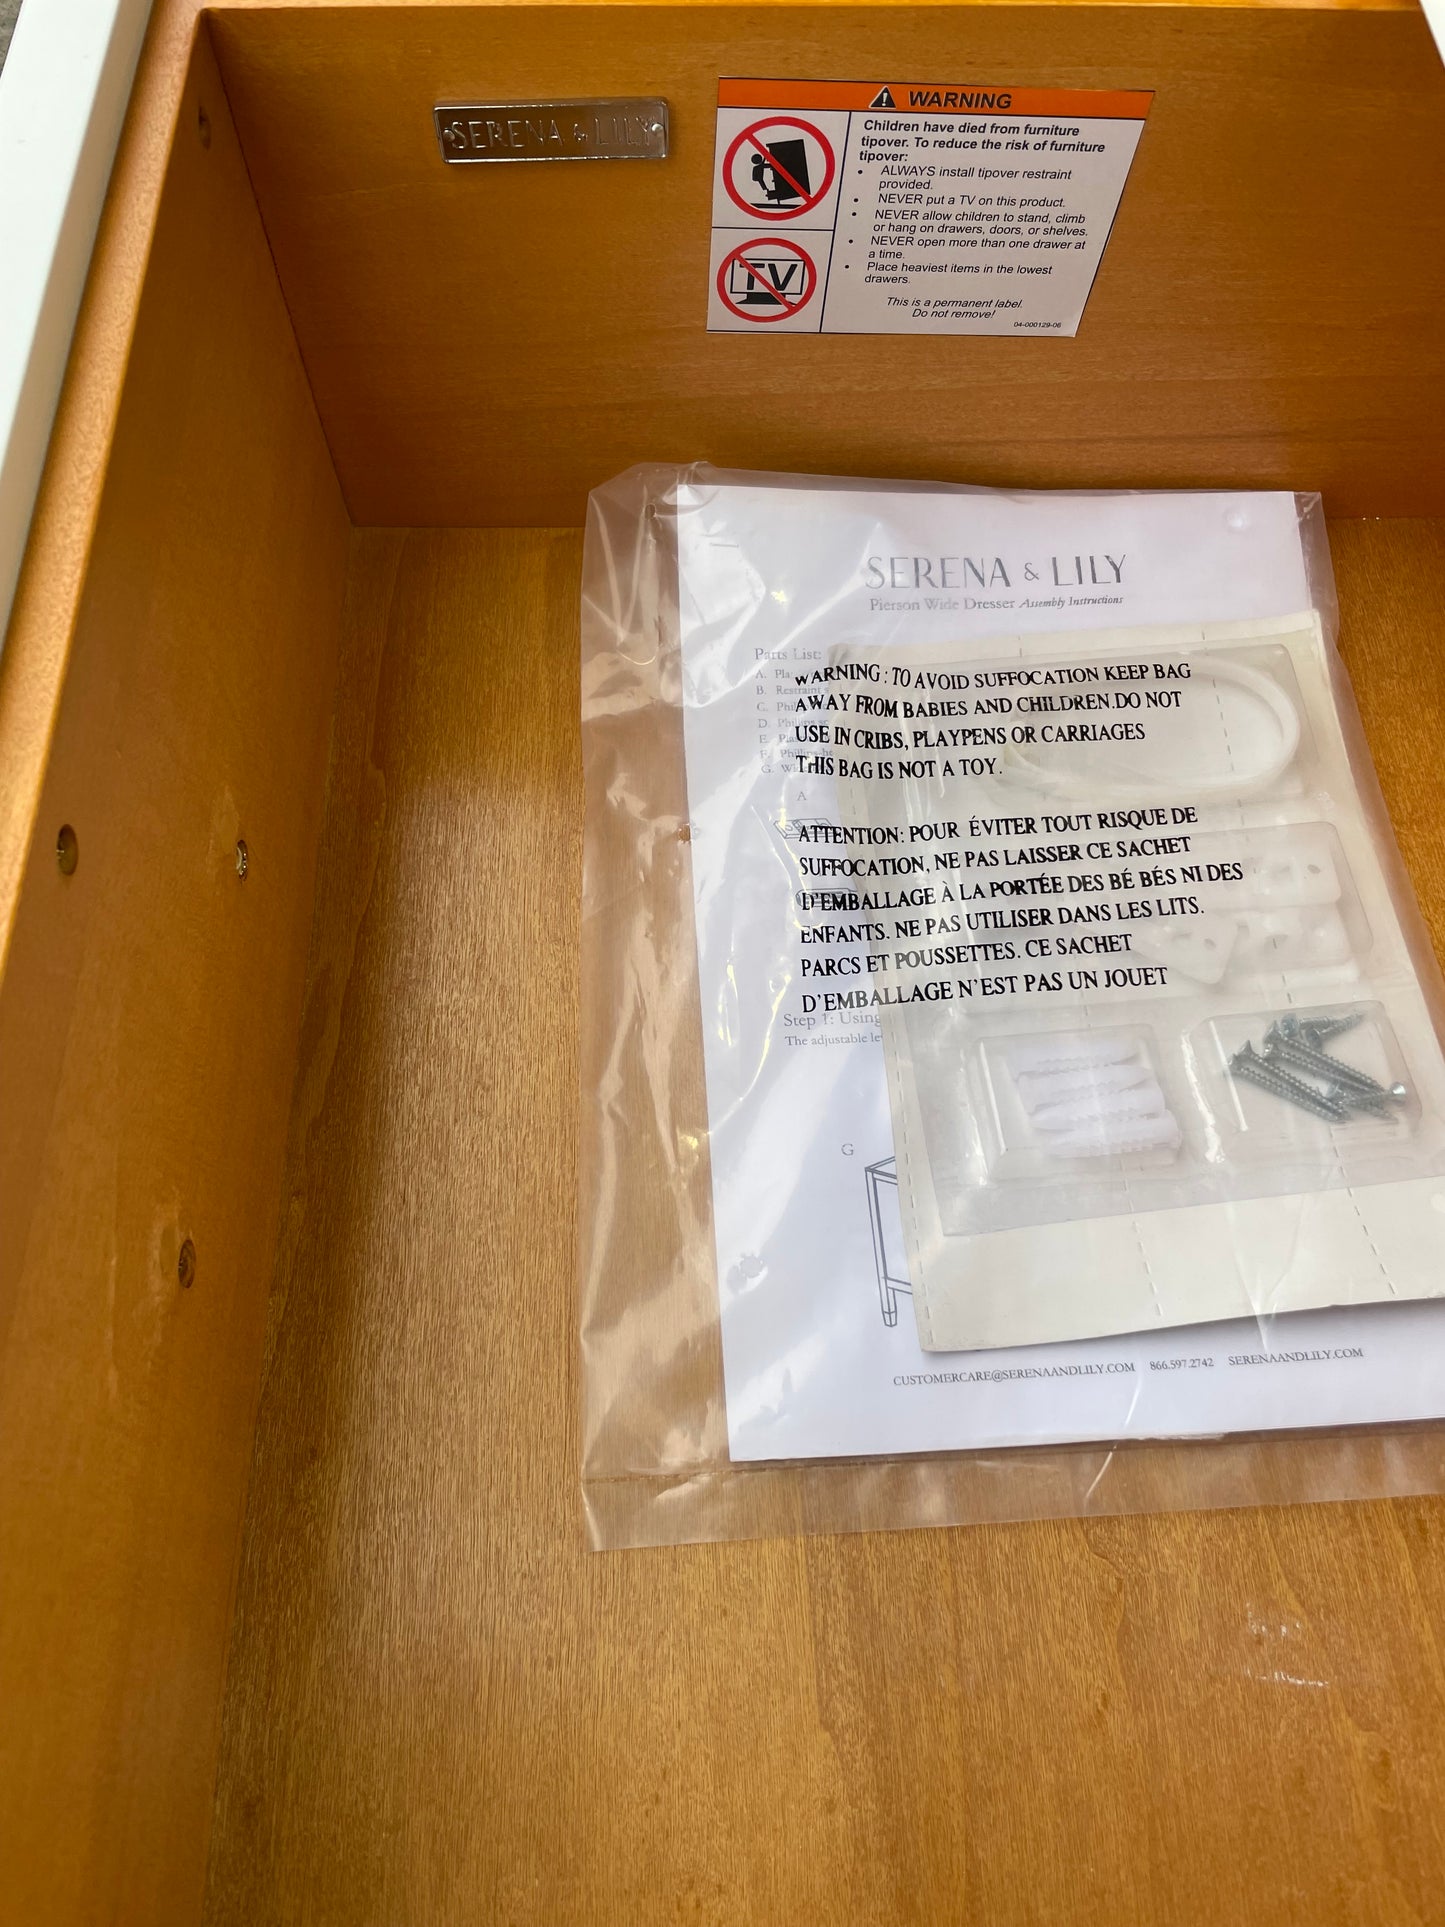 SERENA & LILY
WARNING
Children have died from furniture
tipover. To reduce the risk of furniture
tipover:
• ALWAYS install tipover restraint
provided.
• NEVER put a TV on this product.
• NEVER allow children to stand, climb
or hang on drawers, doors, or shelves.
• NEVER open more than one drawer at
a time.
• Place heaviest items in the lowest
drawers.
This is a permanent label.
Do not remove!
04-000129-06
TV
SERENA & LILY
Pierson Wide Dresser Assembly Instructions
Parts List:
A.
B. Restraint
C.
D.
E.
F.
G.
A
WARNING: TO AVOID SUFFOCATION KEEP BAG
AWAY FROM BABIES AND CHILDREN.DO NOT
USE IN CRIBS, PLAYPENS OR CARRIAGES
THIS BAG IS NOT A TOY.
ATTENTION: POUR ÉVITER TOUT RISQUE DE
SUFFOCATION, NE PAS LAISSER CE SACHET
D'EMBALLAGE À LA PORTÉE DES BÉ BÉS NI DES
ENFANTS. NE PAS UTILISER DANS LES LITS.
PARCS ET POUSSETTES. CE SACHET
D'EMBALLAGE N'EST PAS UN JOUET
Step 1: Using
The adjustable
G
CUSTOMERCARE@SERENAANDLILY.COM 866.597.2742 SERENAANDLILY.COM